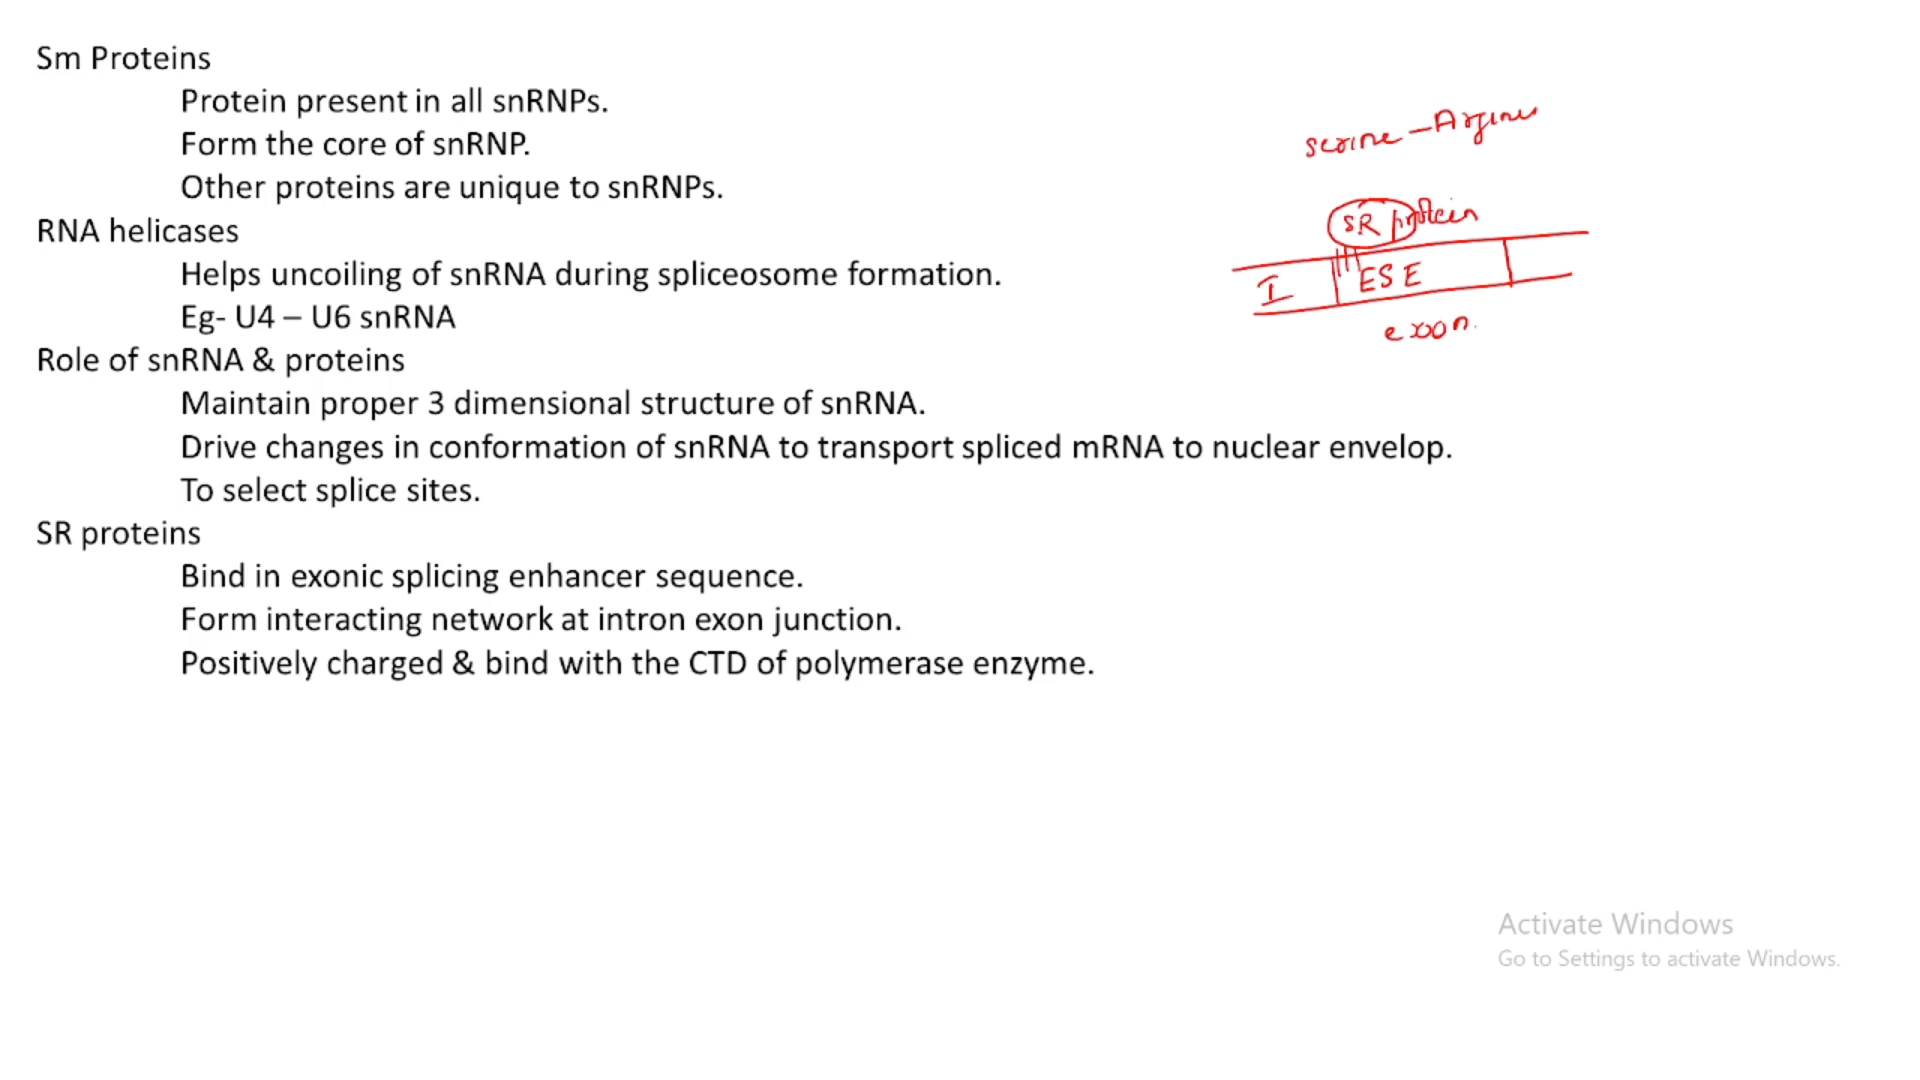 Sm Proteins
Protein present in all snRNPs.
Form the core of snRNP.
Other proteins are unique to snRNPs.
RNA helicases
Helps uncoiling of snRNA during spliceosome formation.
Eg- U4 – U6 snRNA
Role of snRNA & proteins
Maintain proper 3 dimensional structure of snRNA.
Drive changes in conformation of snRNA to transport spliced mRNA to nuclear envelop.
To select splice sites.
SR proteins
Bind in exonic splicing enhancer sequence.
Form interacting network at intron exon junction.
Positively charged & bind with the CTD of polymerase enzyme.
serine -
SR protein
I ESE
exon.
Activate Windows
Go to Settings to activate Windows.